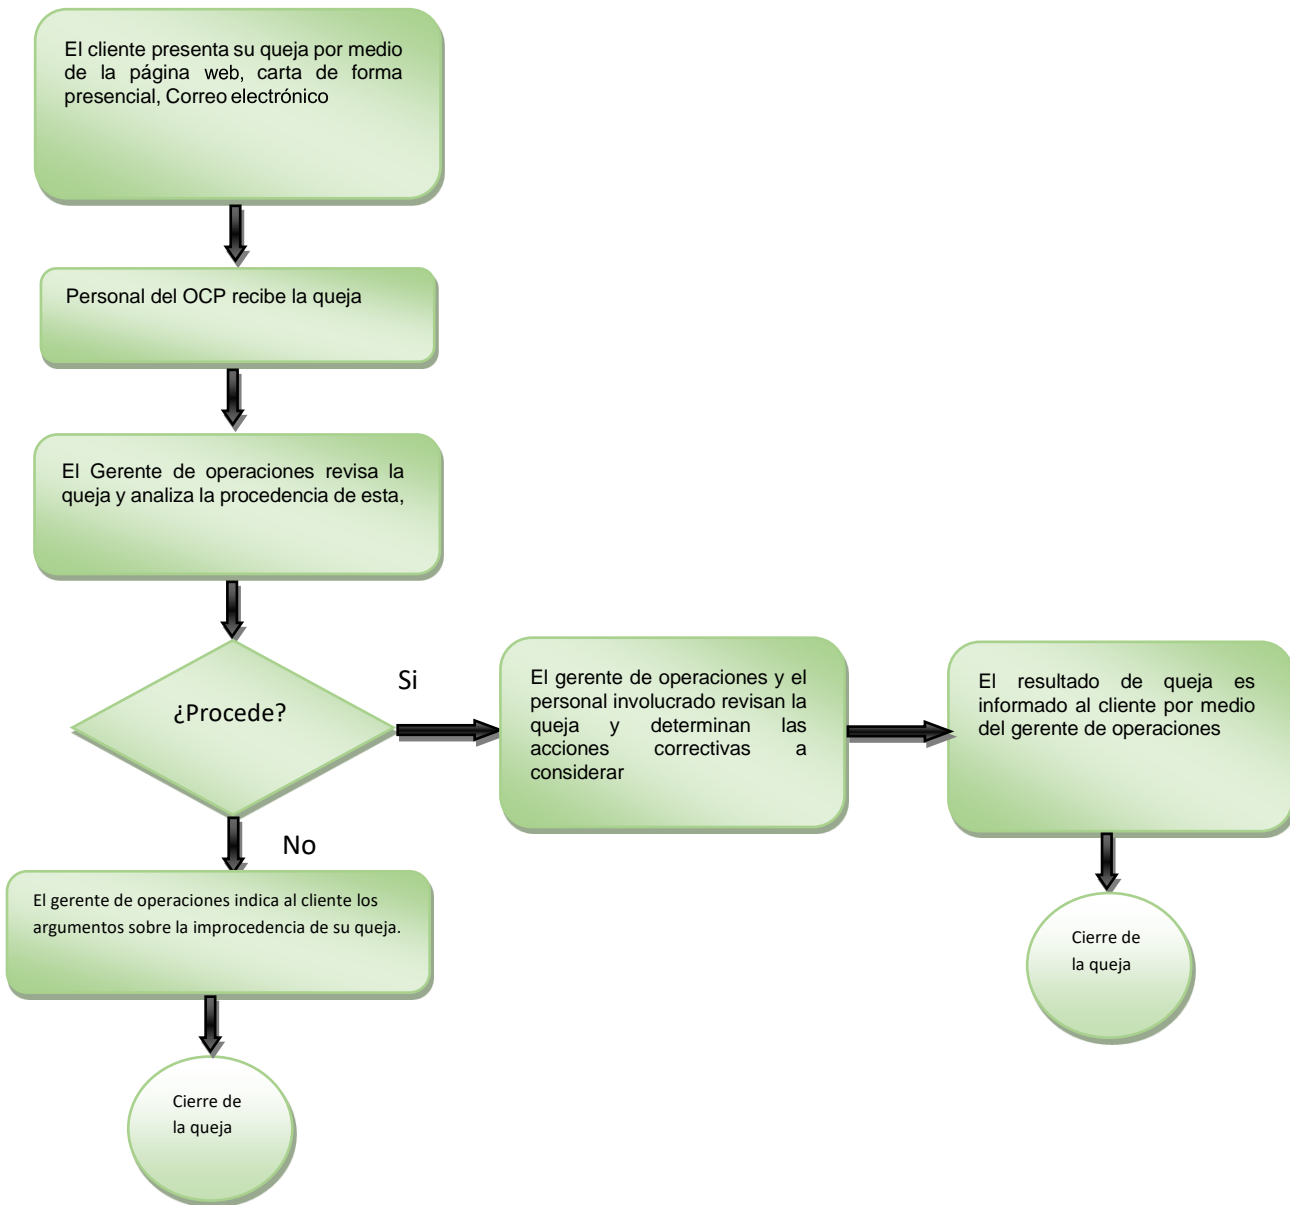 El cliente presenta su queja por medio
de la página web, carta de forma
presencial, Correo electrónico
Personal del OCP recibe la queja
El Gerente de operaciones revisa la
queja y analiza la procedencia de esta,
¿Procede?
Si
El gerente de operaciones y el
personal involucrado revisan la
queja y determinan las
acciones correctivas a
considerar
El resultado de queja es
informado al cliente por medio
del gerente de operaciones
No
El gerente de operaciones indica al cliente los
argumentos sobre la improcedencia de su queja.
Cierre de
la queja
Cierre de
la queja